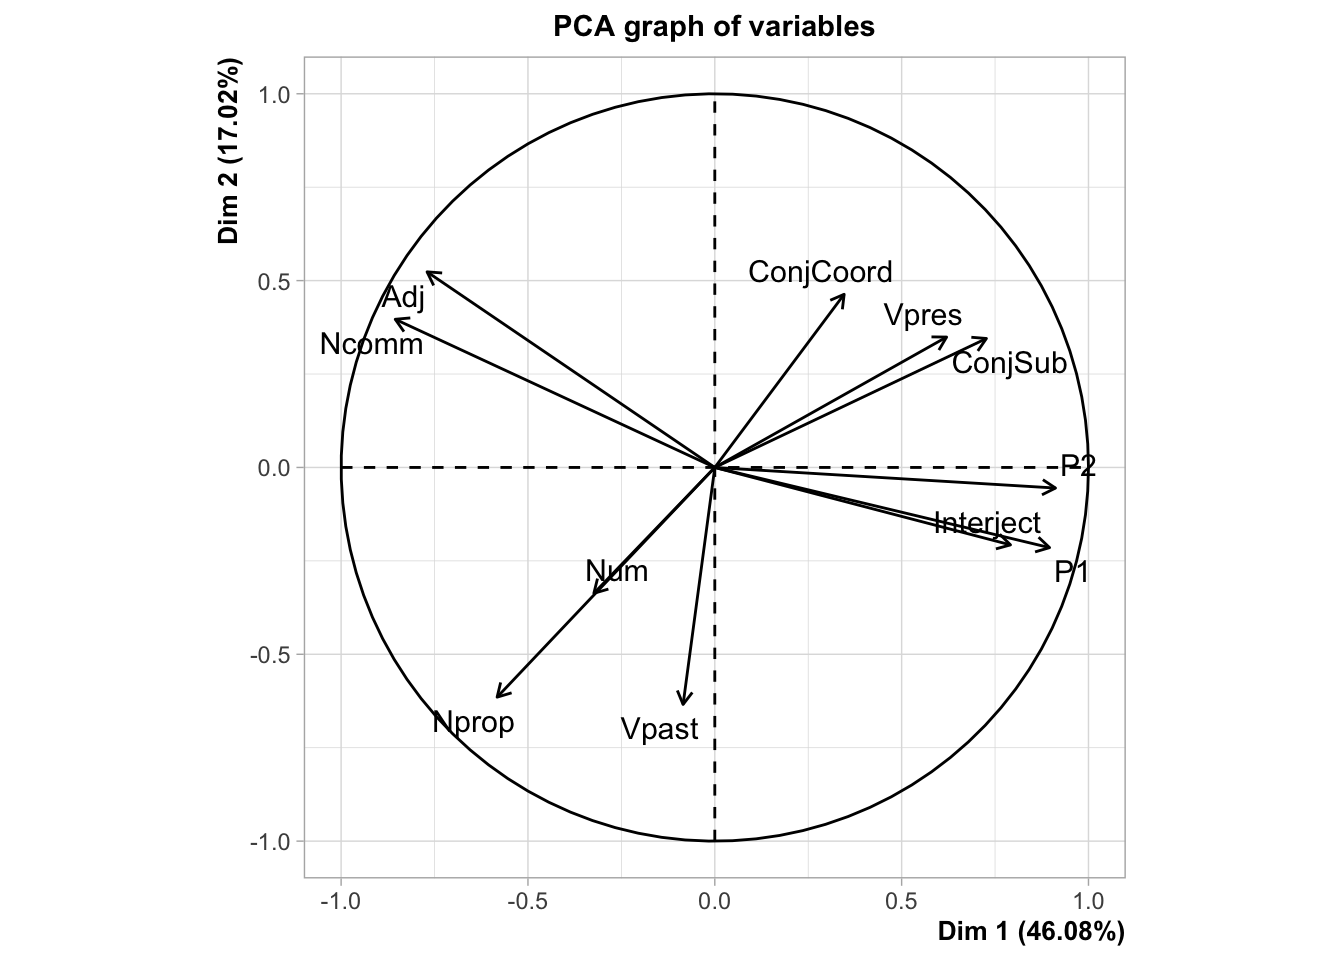 PCA graph of variables
Dim 2 (17.02%)
1.0
0.5
0.0
-0.5
-1.0
ConjCoord
Vpres
ConjSub
Adj
Ncomm
P2
Interject
P1
Num
Nprop
Vpast
-1.0
-0.5
0.0
0.5
1.0
Dim 1 (46.08%)